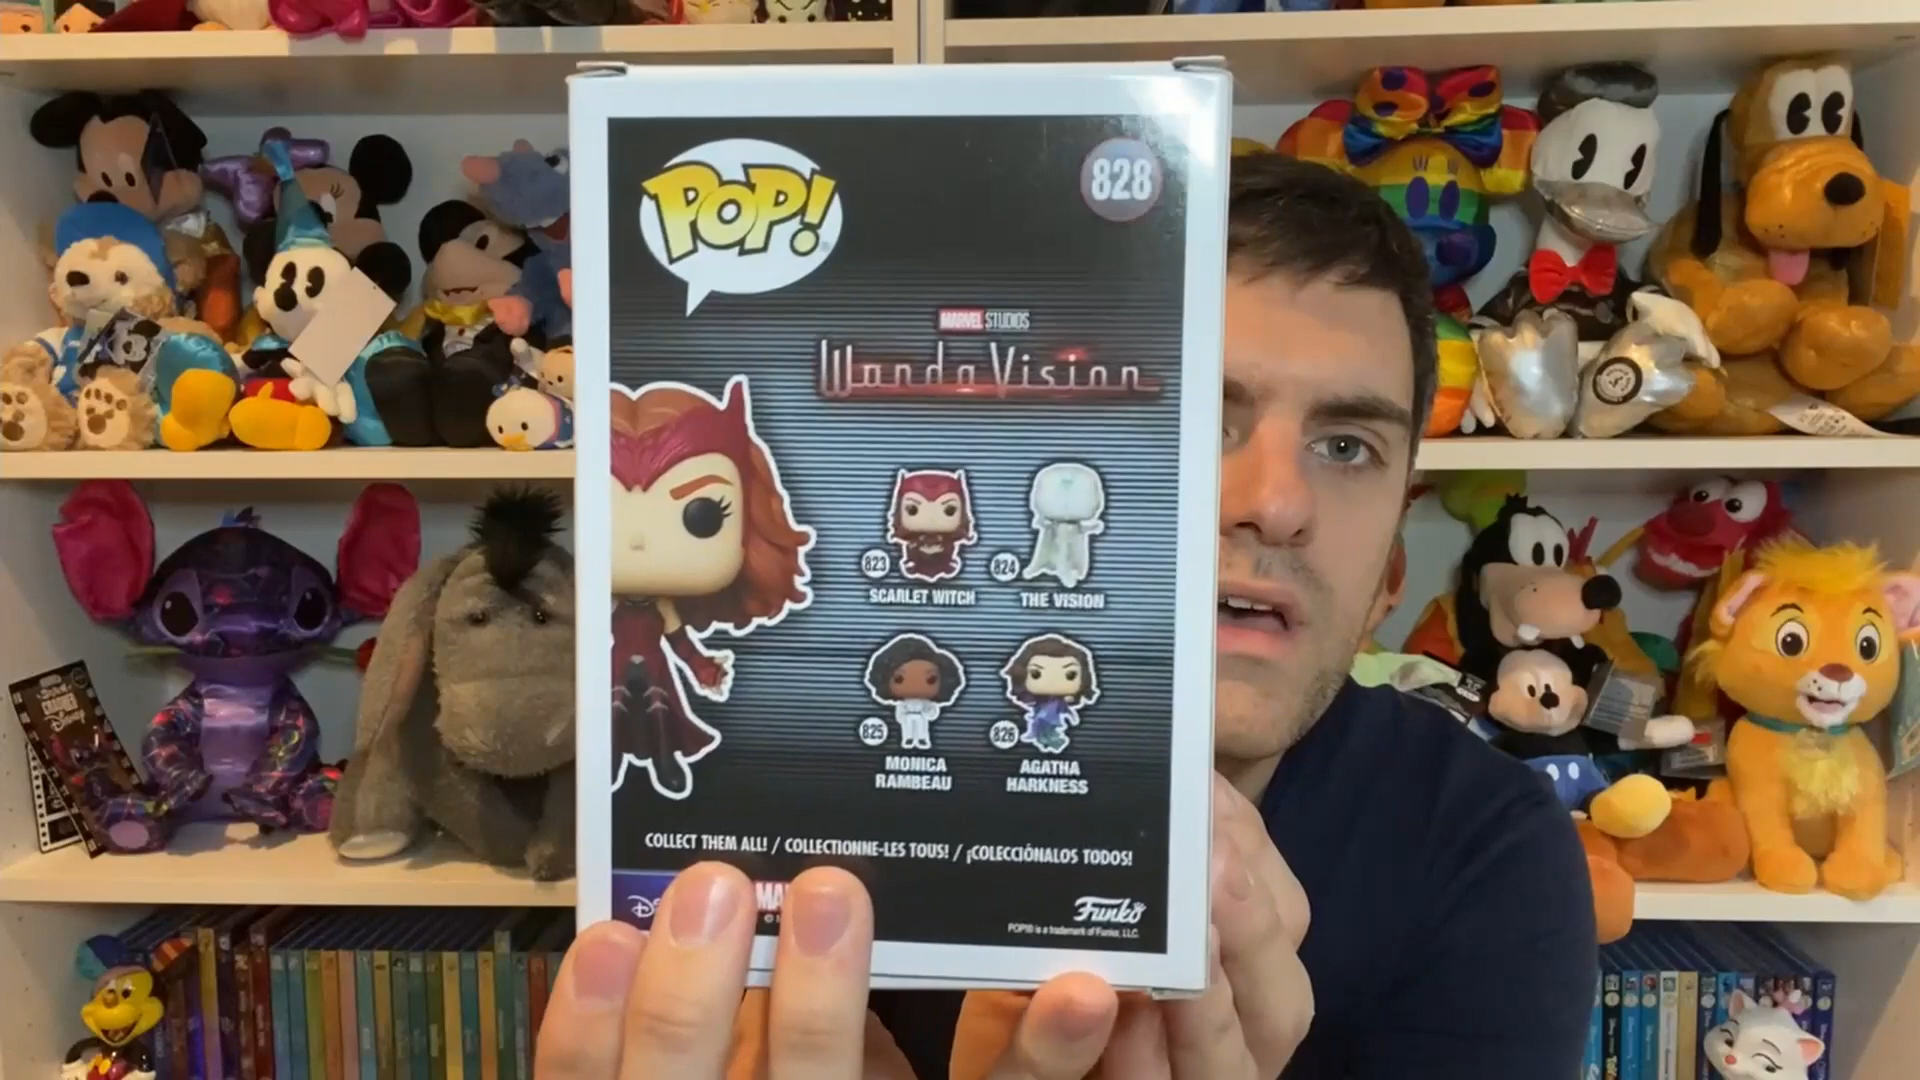 POP!
828
MARVEL STUDIOS
WandaVision
823
SCARLET WITCH
824
THE VISION
825
MONICA
RAMBEAU
826
AGATHA
HARKNESS
COLLECT THEM ALL! / COLLECTIONNE-LES TOUS! / ¡COLECCIÓNALOS TODOS!
Funko
POP!® is a trademark of Funko, LLC.
Disney